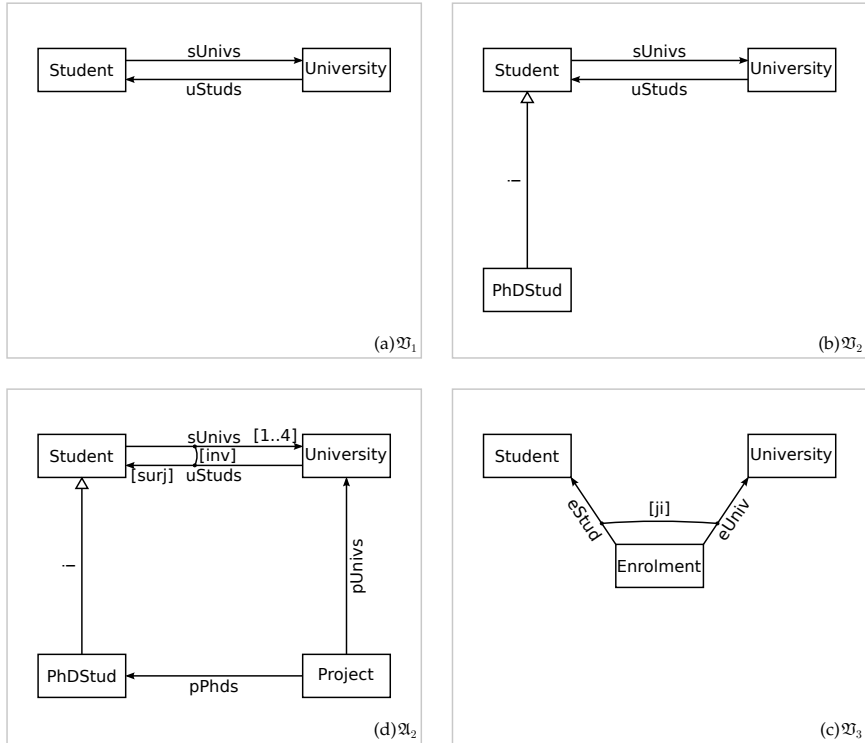 sUnivs
Student
University
uStuds
(a) 𝔙₁
sUnivs
Student
University
uStuds
i
PhDStud
(b) 𝔙₂
sUnivs [1..4]
Student
[inv]
University
[surj] uStuds
i
pUnivs
PhDStud
Project
pPhds
(d) 𝔄₂
Student
University
[ji]
eStud
eUniv
Enrolment
(c) 𝔙₃